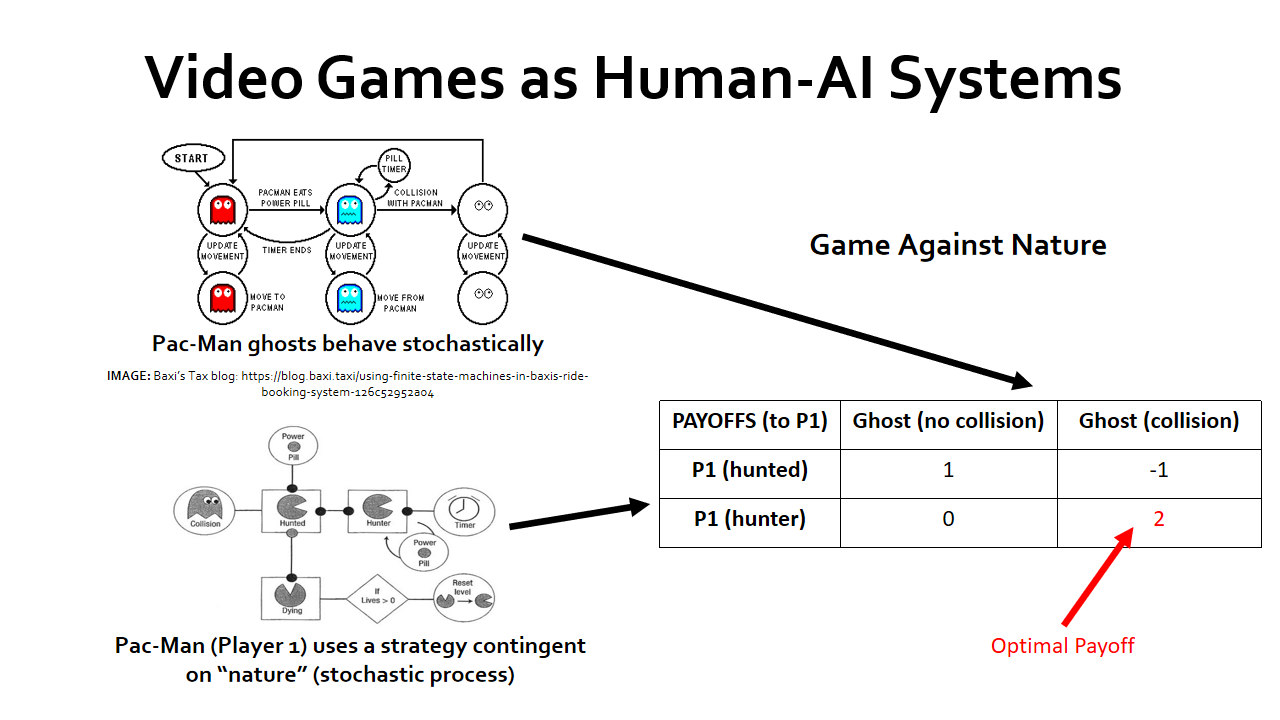 Video Games as Human-AI Systems
START
PILL
TIMER
PACMAN EATS
POWER PILL
COLLISION
WITH PACMAN
UPDATE
MOVEMENT
TIMER ENDS
UPDATE
MOVEMENT
UPDATE
MOVEMENT
MOVE TO
PACMAN
MOVE FROM
PACMAN
Pac-Man ghosts behave stochastically
IMAGE: Baxi's Tax blog: https://blog.baxi.taxi/using-finite-state-machines-in-baxis-ride-
booking-system-126c52952a04
Game Against Nature
PAYOFFS (to P1) Ghost (no collision) Ghost (collision)
P1 (hunted) 1 -1
P1 (hunter) 0 2
Optimal Payoff
Power
Pill
Collision
Hunted
Hunter
Timer
Power
Pill
Dying
If
Lives > 0
Reset
level
Pac-Man (Player 1) uses a strategy contingent
on “nature” (stochastic process)